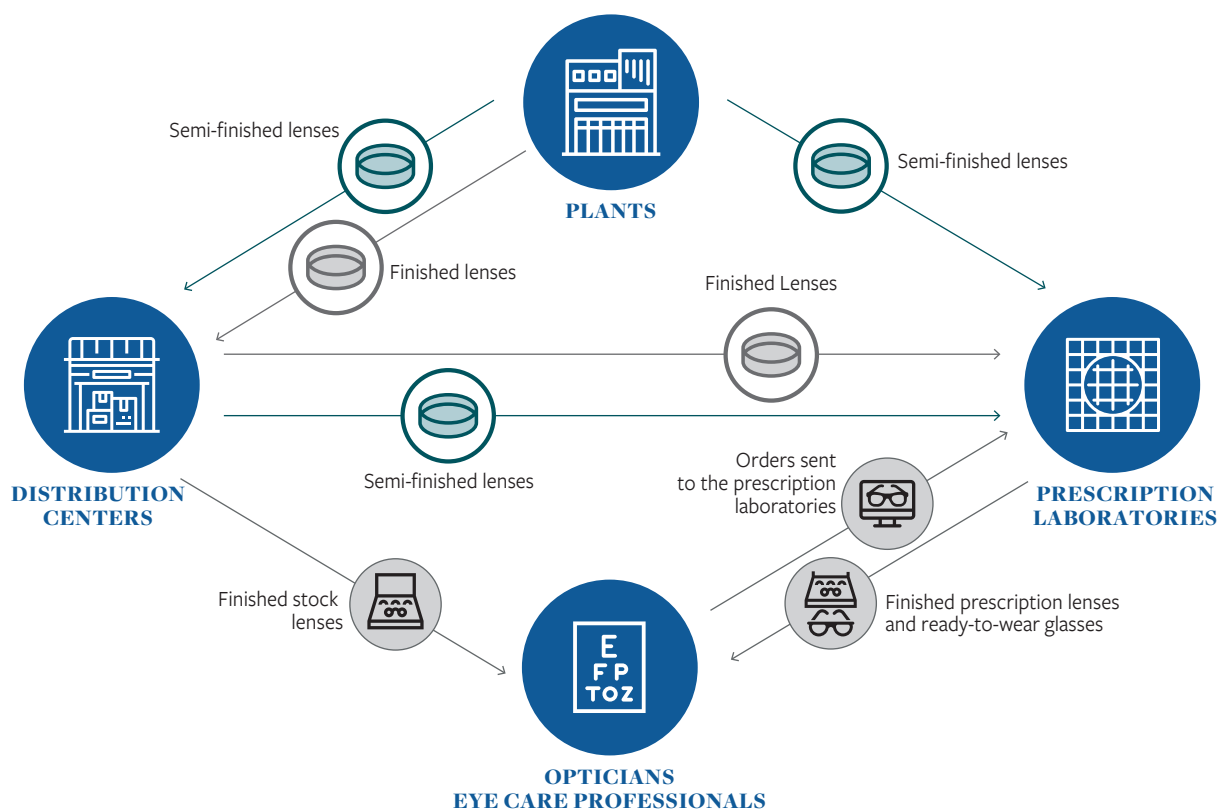 Semi-finished lenses
Semi-finished lenses
PLANTS
Finished lenses
Finished Lenses
Semi-finished lenses
DISTRIBUTION
CENTERS
Orders sent
to the prescription
laboratories
PRESCRIPTION
LABORATORIES
Finished stock
lenses
Finished prescription lenses
and ready-to-wear glasses
E
F P
T O Z
OPTICIANS
EYE CARE PROFESSIONALS